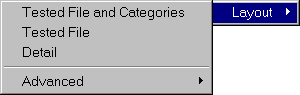 Tested File and Categories
Layout
Tested File
Detail
Advanced